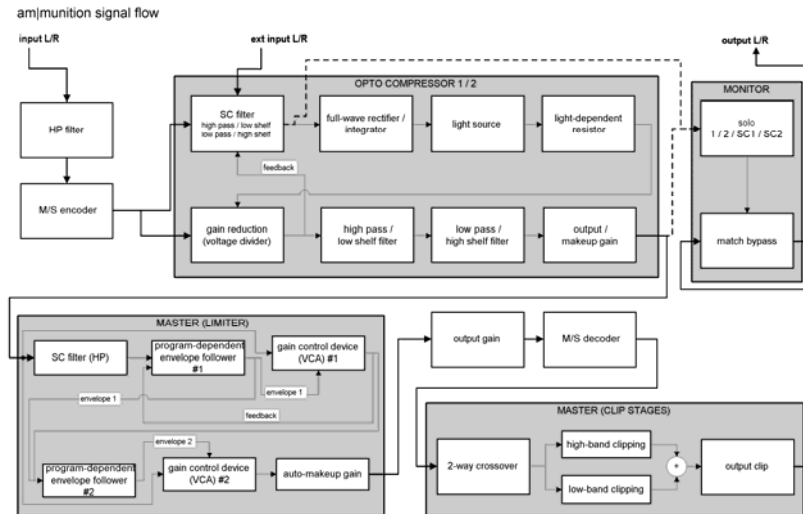 am|munition signal flow
input L/R
ext input L/R
output L/R
OPTO COMPRESSOR 1 / 2
MONITOR
HP filter
SC filter
high pass / low shelf
low pass / high shelf
full-wave rectifier /
integrator
light source
light-dependent
resistor
solo
1 / 2 / SC1 / SC2
feedback
M/S encoder
gain reduction
(voltage divider)
high pass /
low shelf filter
low pass /
high shelf filter
output /
makeup gain
match bypass
MASTER (LIMITER)
SC filter (HP)
program-dependent
envelope follower
#1
gain control device
(VCA) #1
output gain
M/S decoder
envelope 1
envelope 1
feedback
MASTER (CLIP STAGES)
envelope 2
program-dependent
envelope follower
#2
gain control device
(VCA) #2
auto-makeup gain
2-way crossover
high-band clipping
low-band clipping
+
output clip